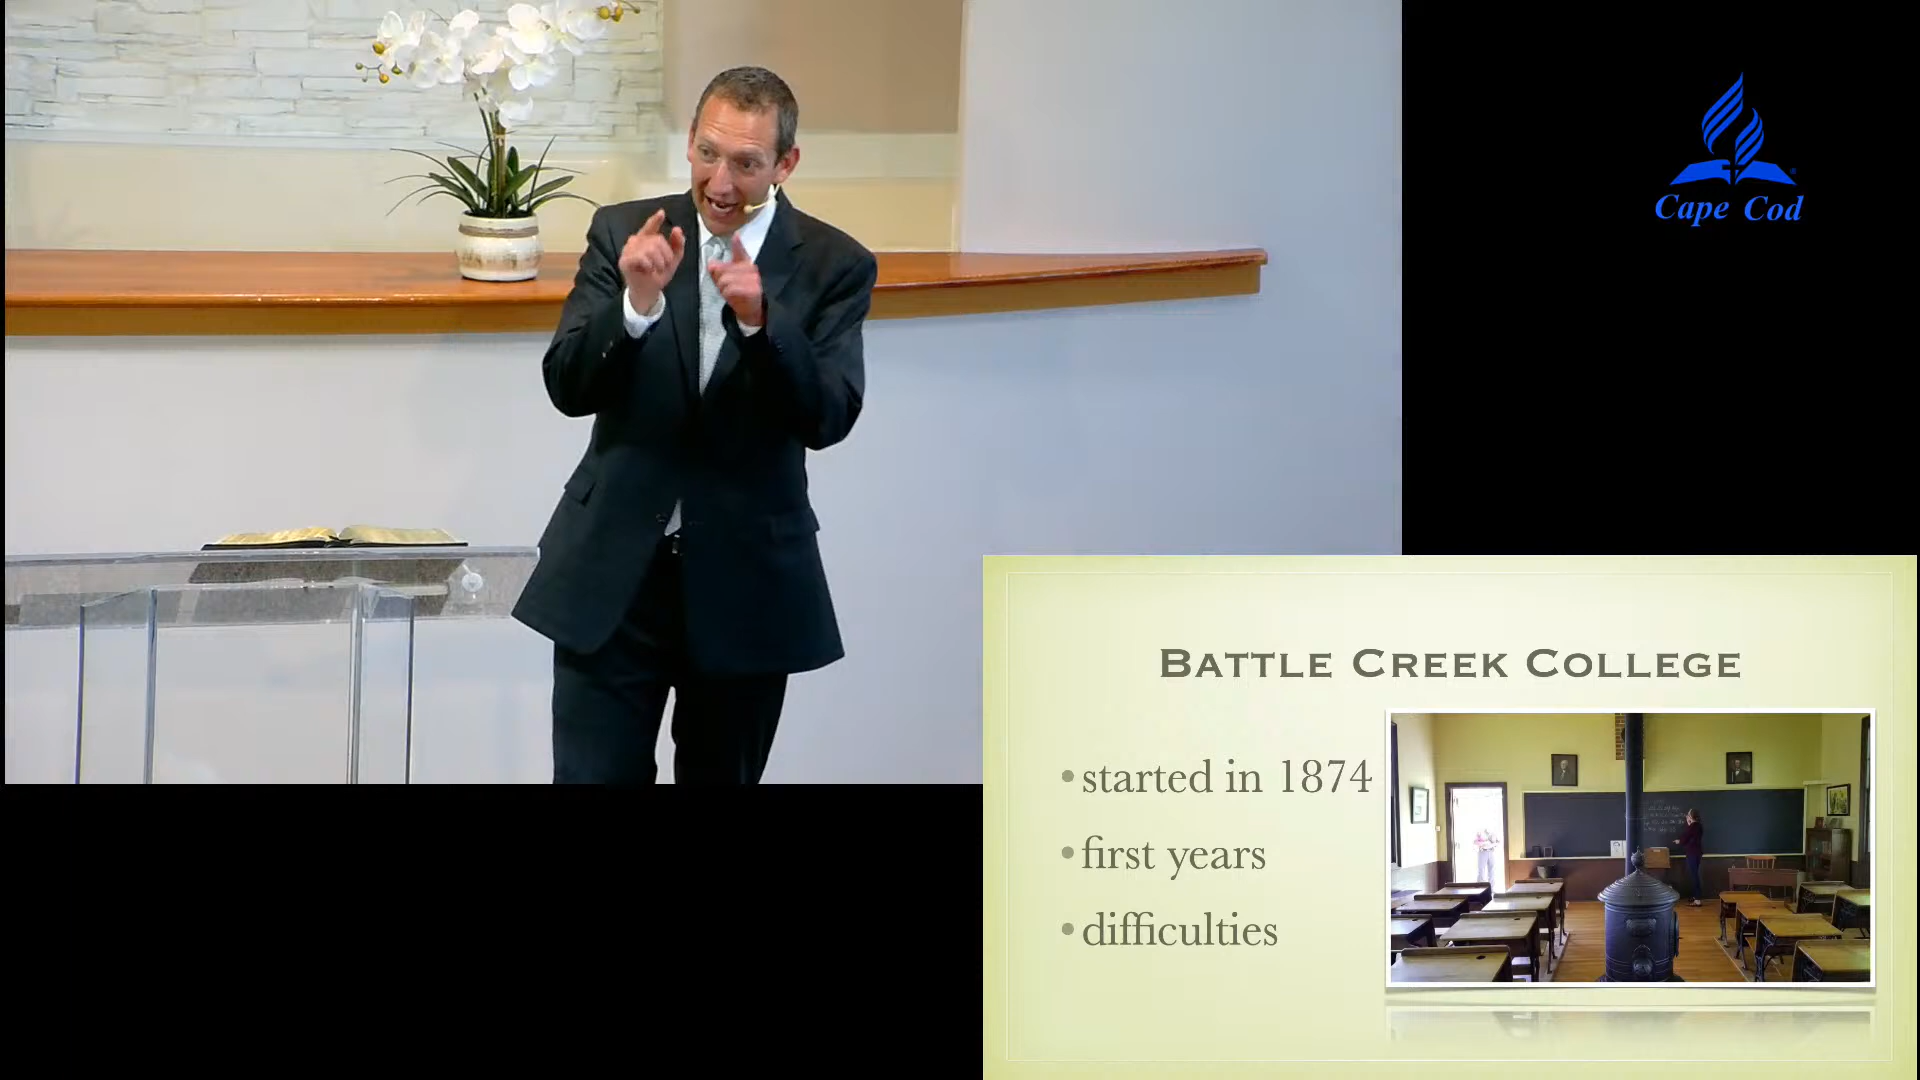 Cape Cod
Battle Creek College
•started in 1874
•first years
•difficulties